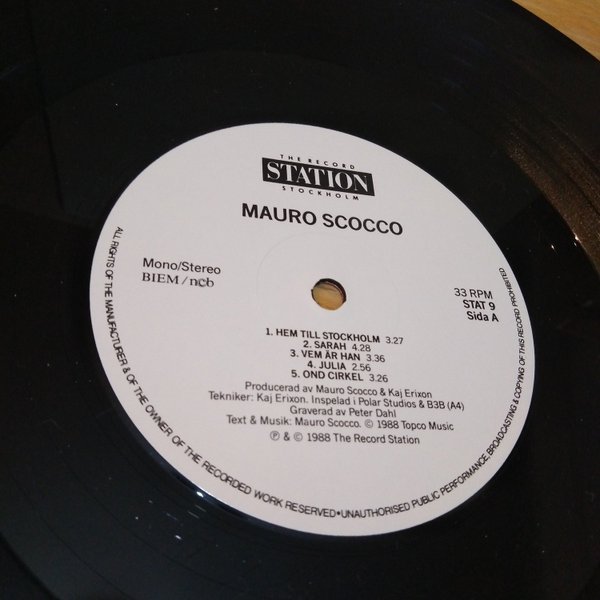 THE RECORD
STATION
STOCKHOLM
MAURO SCOCCO
Mono/Stereo
BIEM/ncb
33 RPM
STAT 9
Sida A
1. HEM TILL STOCKHOLM 3.27
2. SARAH 4.28
3. VEM ÄR HAN 3.36
4. JULIA 2.56
5. OND CIRKEL 3.26
Producerad av Mauro Scocco & Kaj Erixon
Tekniker: Kaj Erixon. Inspelad i Polar Studios & B3B (A4)
Graverad av Peter Dahl
Text & Musik: Mauro Scocco. © 1988 Topco Music
℗ & © 1988 The Record Station
ALL RIGHTS OF THE MANUFACTURER & OF THE OWNER OF THE RECORDED WORK RESERVED•UNAUTHORISED PUBLIC PERFORMANCE, BROADCASTING & COPYING OF THIS RECORD PROHIBITED